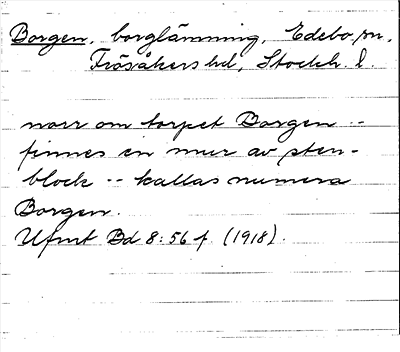 Borgen, borglämning, Edebo sn,
Frösåkers hd, Stockh. l.
norr om torpet Borgen --
finnes en mur av sten-
block -- kallas numera
Borgen.
Ufmt Bd 8:56 f. (1918).